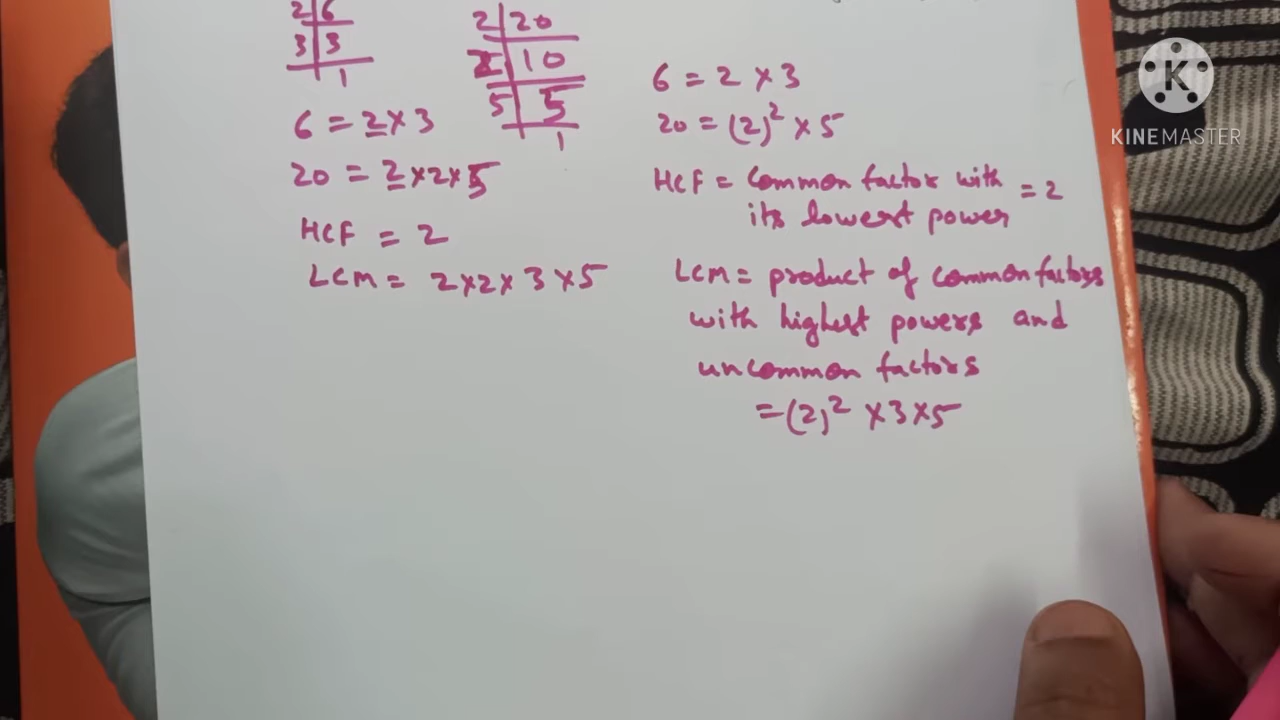 2 6
3 3
1
2 20
2 10
5 5
1
6 = 2 × 3
20 = 2 × 2 × 5
HCF = 2
LCM = 2 × 2 × 3 × 5
6 = 2 × 3
20 = (2)² × 5
HCF = Common factor with = 2
its lowest power
LCM = product of common factors
with highest powers and
uncommon factors
= (2)² × 3 × 5
KINEMASTER